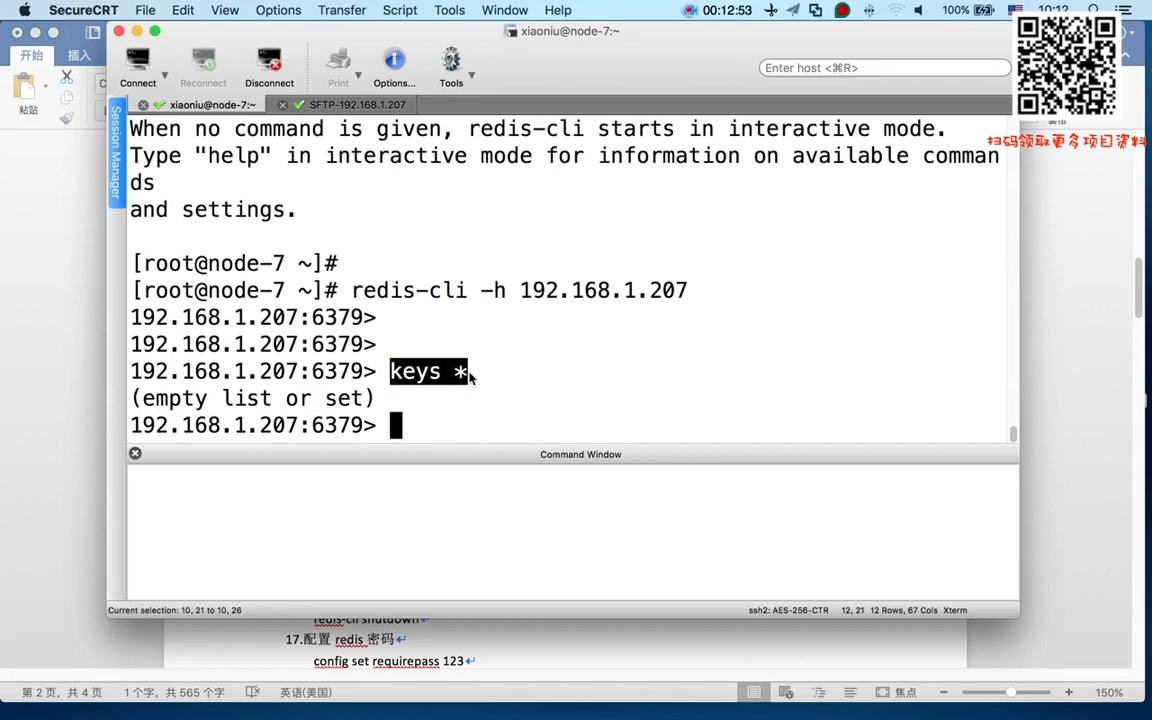 SecureCRT File Edit View Options Transfer Script Tools Window Help 00:12:53 100% 10:12
xiaoniu@node-7:~
开始 插入
Connect Reconnect Disconnect Print Options... Tools Enter host <⌘R>
粘贴
xiaoniu@node-7:~ SFTP-192.168.1.207
Session Manager
扫码领取更多项目资料
When no command is given, redis-cli starts in interactive mode.
Type "help" in interactive mode for information on available comman
ds
and settings.
[root@node-7 ~]#
[root@node-7 ~]# redis-cli -h 192.168.1.207
192.168.1.207:6379>
192.168.1.207:6379>
192.168.1.207:6379> keys *
(empty list or set)
192.168.1.207:6379>
Command Window
Current selection: 10, 21 to 10, 26 ssh2: AES-256-CTR 12, 21 12 Rows, 67 Cols Xterm
redis-cli shutdown
17.配置 redis 密码
config set requirepass 123
第 2 页，共 4 页 1 个字，共 565 个字 英语(美国) 焦点 150%